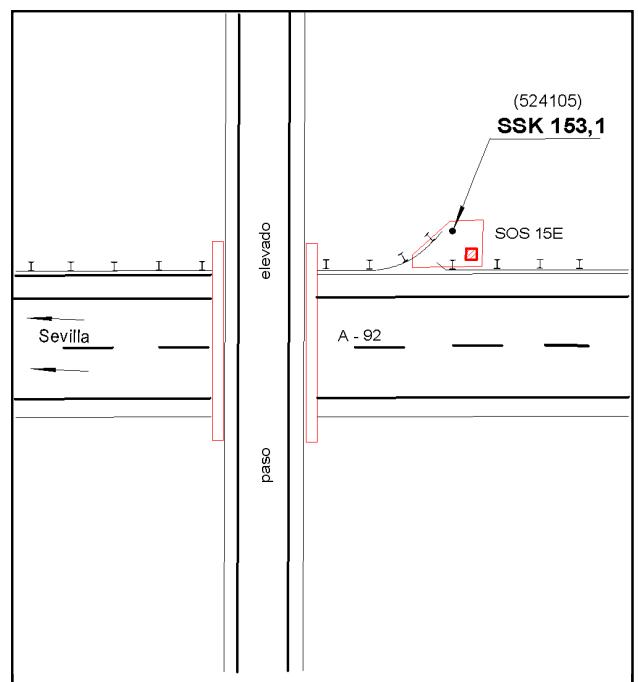 (524105)
SSK 153,1
SOS 15E
elevado
Sevilla
A - 92
paso